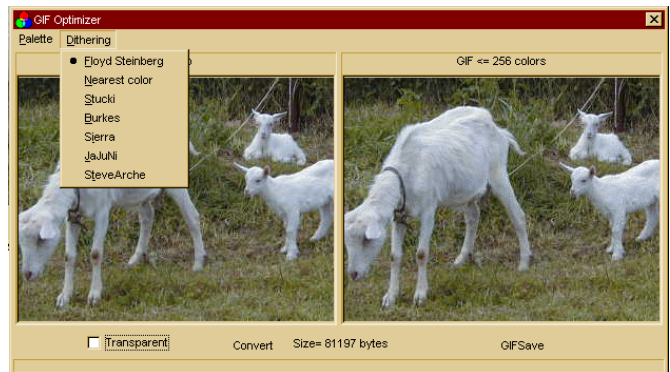 GIF Optimizer
Palette Dithering
GIF <= 256 colors
Floyd Steinberg
Nearest color
Stucki
Burkes
Sierra
JaJuNi
SteveArche
Transparent
Convert
Size= 81197 bytes
GIFSave